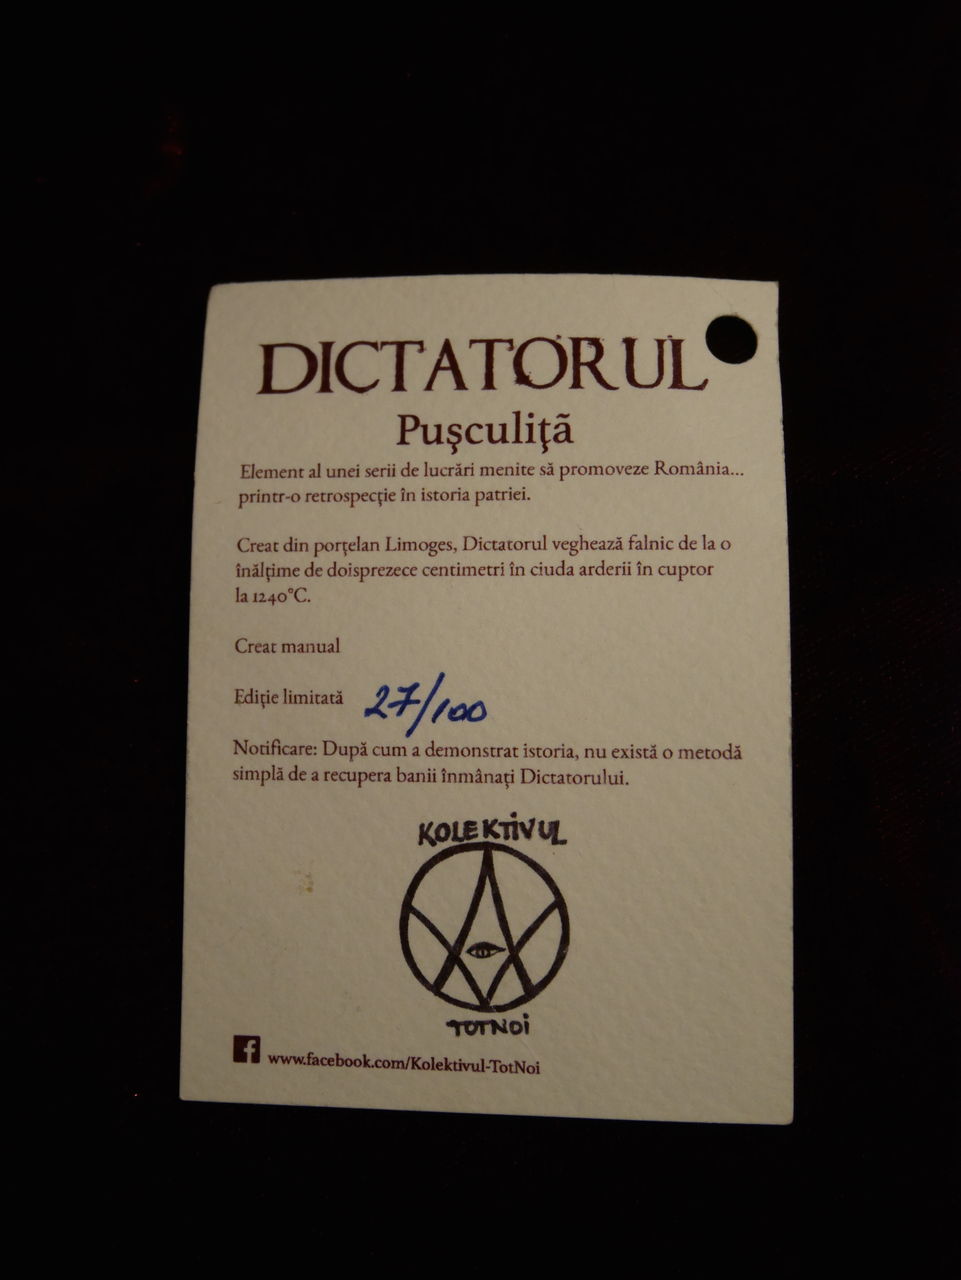 DICTATORUL
Puşculiţã
Element al unei serii de lucrări menite să promoveze România...
printr-o retrospecţie în istoria patriei.
Creat din porţelan Limoges, Dictatorul veghează falnic de la o
înălţime de doisprezece centimetri în ciuda arderii în cuptor
la 1240°C.
Creat manual
Ediţie limitată 27/100
Notificare: După cum a demonstrat istoria, nu există o metodă
simplă de a recupera banii înmânaţi Dictatorului.
KOLEKTIVUL
TOTNOI
www.facebook.com/Kolektivul-TotNoi